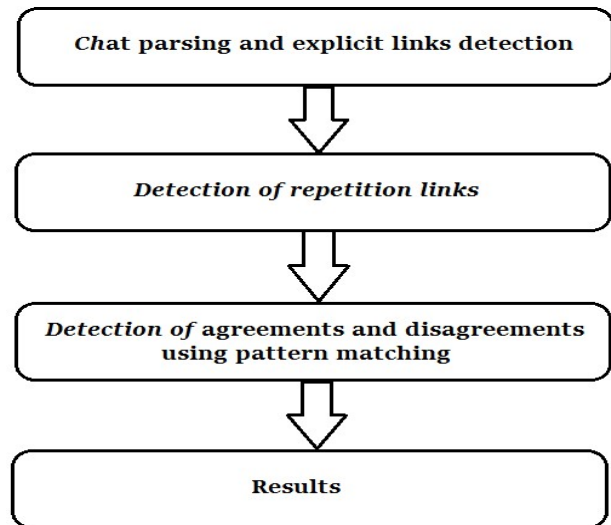 Chat parsing and explicit links detection
Detection of repetition links
Detection of agreements and disagreements
using pattern matching
Results